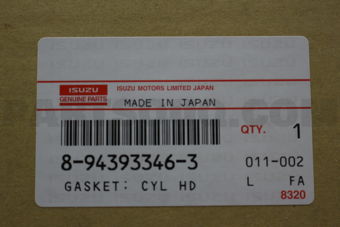 ISUZU
GENUINE PARTS
ISUZU MOTORS LIMITED JAPAN
MADE IN JAPAN
QTY. 1
8-94393346-3
011-002
GASKET: CYL HD
L FA
8320